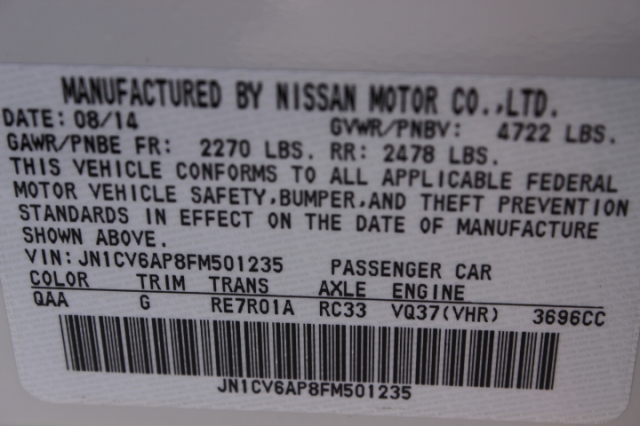 MANUFACTURED BY NISSAN MOTOR CO.,LTD.
DATE: 08/14 GVWR/PNBV: 4722 LBS.
GAWR/PNBE FR: 2270 LBS. RR: 2478 LBS.
THIS VEHICLE CONFORMS TO ALL APPLICABLE FEDERAL
MOTOR VEHICLE SAFETY,BUMPER,AND THEFT PREVENTION
STANDARDS IN EFFECT ON THE DATE OF MANUFACTURE
SHOWN ABOVE.
VIN: JN1CV6AP8FM501235 PASSENGER CAR
COLOR TRIM TRANS AXLE ENGINE
QAA G RE7R01A RC33 VQ37(VHR) 3696CC
JN1CV6AP8FM501235